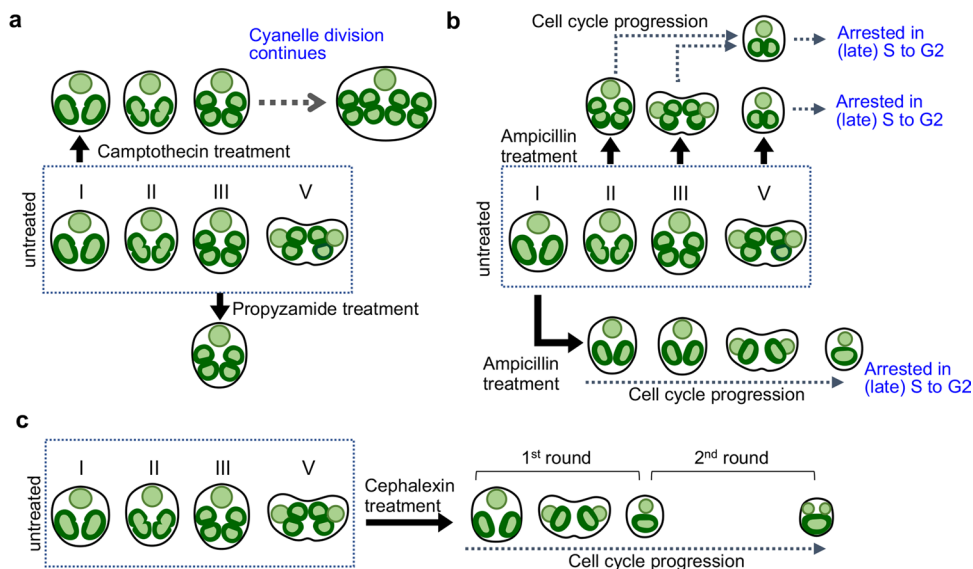 a
Cyanelle division
continues
Camptothecin treatment
untreated
I II III V
Propyzamide treatment
b
Cell cycle progression
Arrested in
(late) S to G2
Arrested in
(late) S to G2
Ampicillin
treatment
untreated
I II III V
Ampicillin
treatment
Cell cycle progression
Arrested in
(late) S to G2
c
untreated
I II III V
Cephalexin
treatment
1st round 2nd round
Cell cycle progression